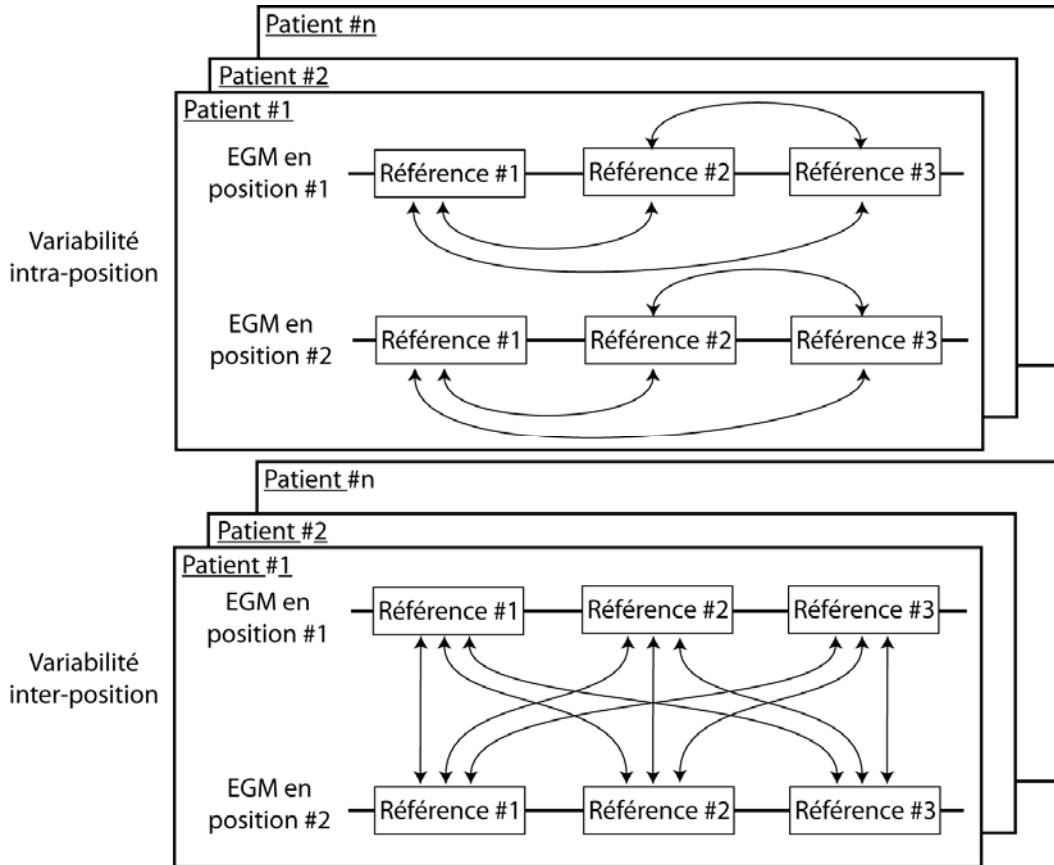 Patient #n
Patient #2
Patient #1
EGM en
position #1
Référence #1
Référence #2
Référence #3
Variabilité
intra-position
EGM en
position #2
Référence #1
Référence #2
Référence #3
Patient #n
Patient #2
Patient #1
EGM en
position #1
Référence #1
Référence #2
Référence #3
Variabilité
inter-position
EGM en
position #2
Référence #1
Référence #2
Référence #3